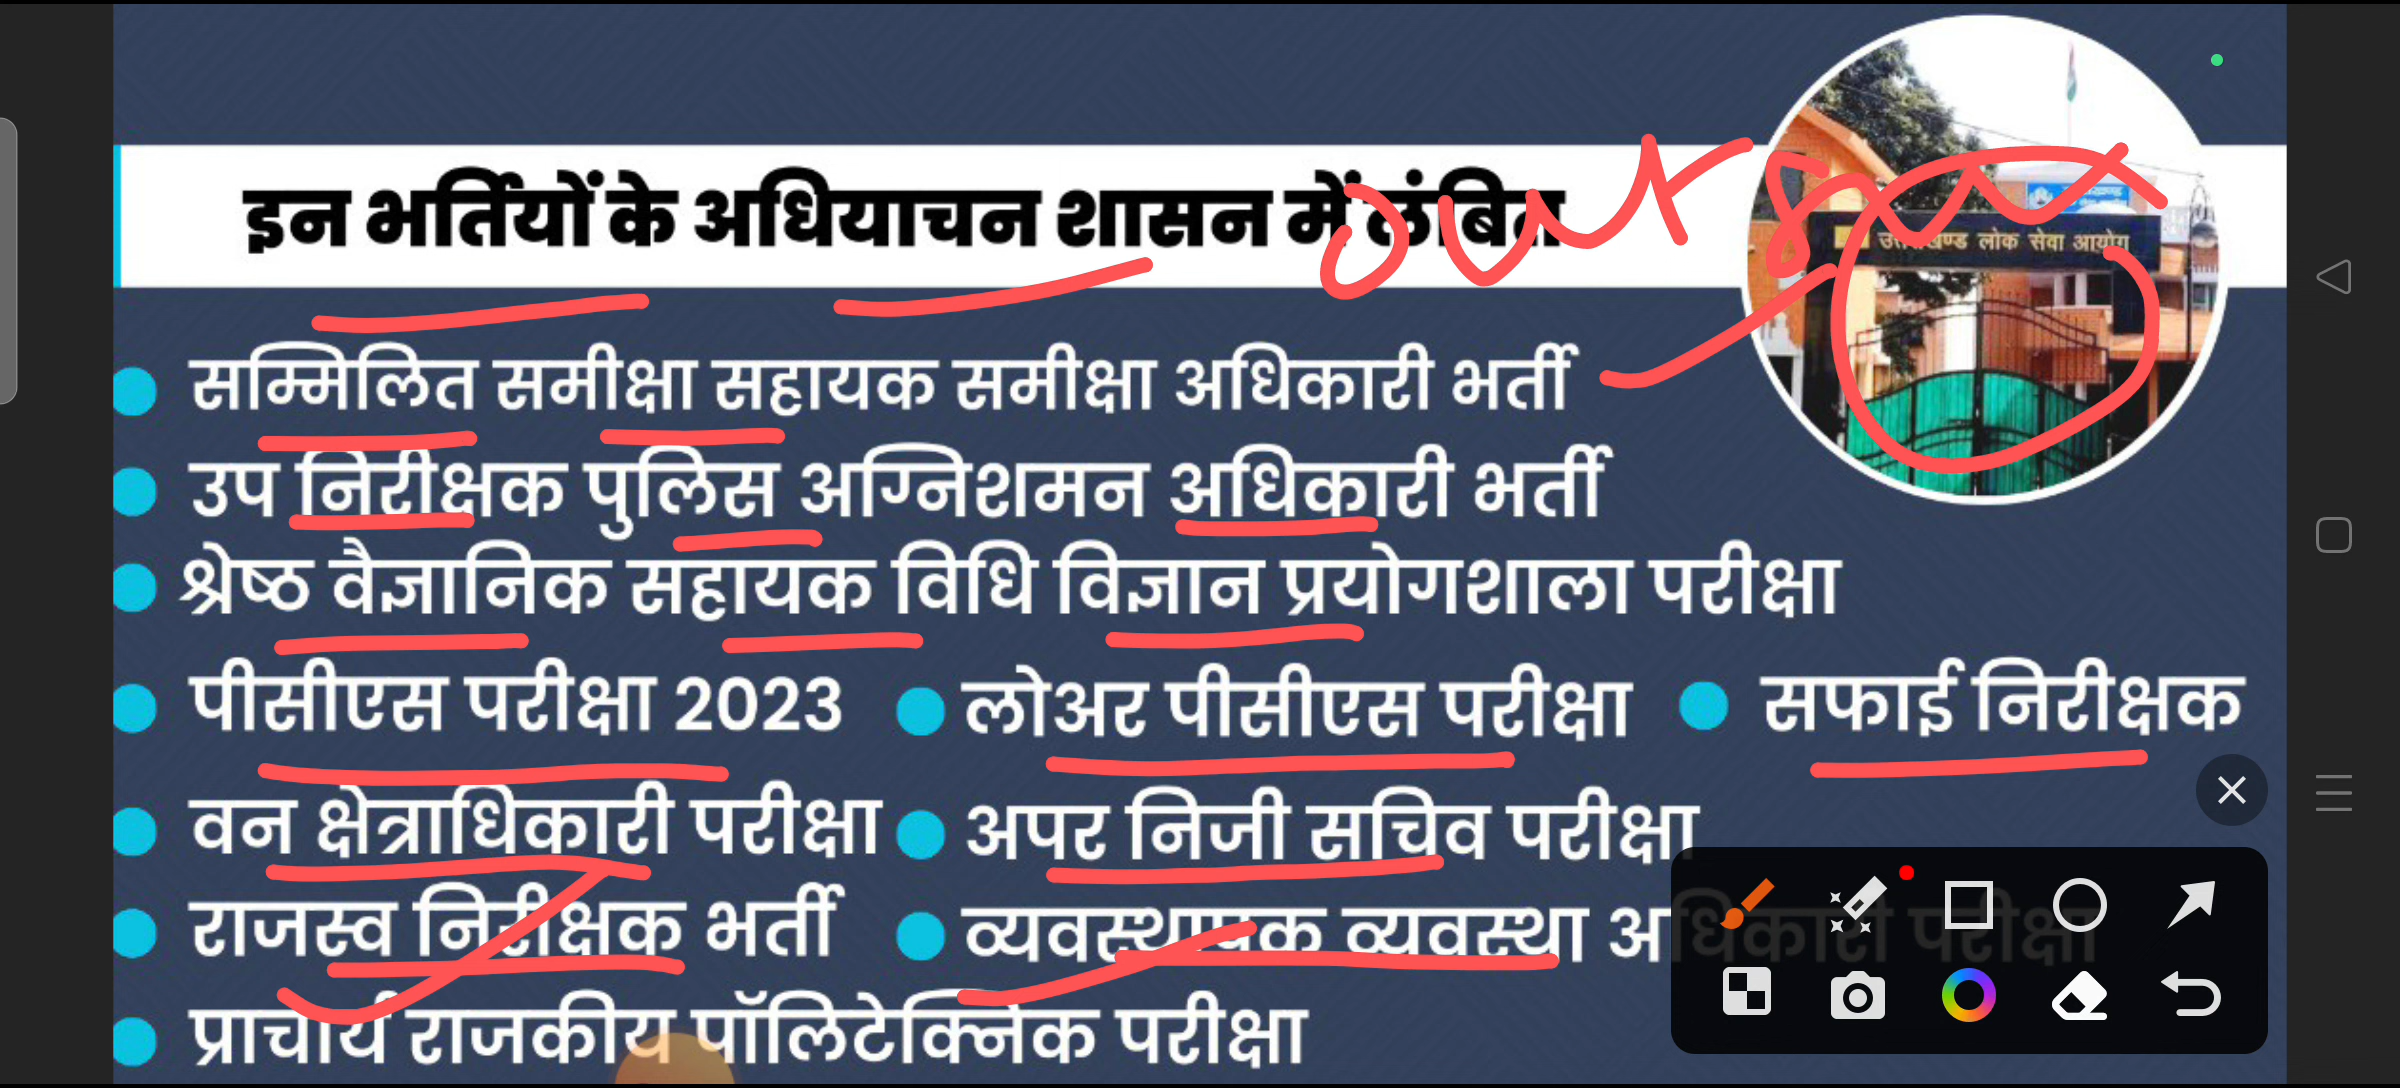 इन भर्तियों के अधियाचन शासन में लंबित
उत्तराखण्ड लोक सेवा आयोग
सम्मिलित समीक्षा सहायक समीक्षा अधिकारी भर्ती
उप निरीक्षक पुलिस अग्निशमन अधिकारी भर्ती
श्रेष्ठ वैज्ञानिक सहायक विधि विज्ञान प्रयोगशाला परीक्षा
पीसीएस परीक्षा 2023 लोअर पीसीएस परीक्षा सफाई निरीक्षक
वन क्षेत्राधिकारी परीक्षा अपर निजी सचिव परीक्षा
राजस्व निरीक्षक भर्ती व्यवस्थापक व्यवस्था अधिकारी परीक्षा
प्राचार्य राजकीय पॉलिटेक्निक परीक्षा